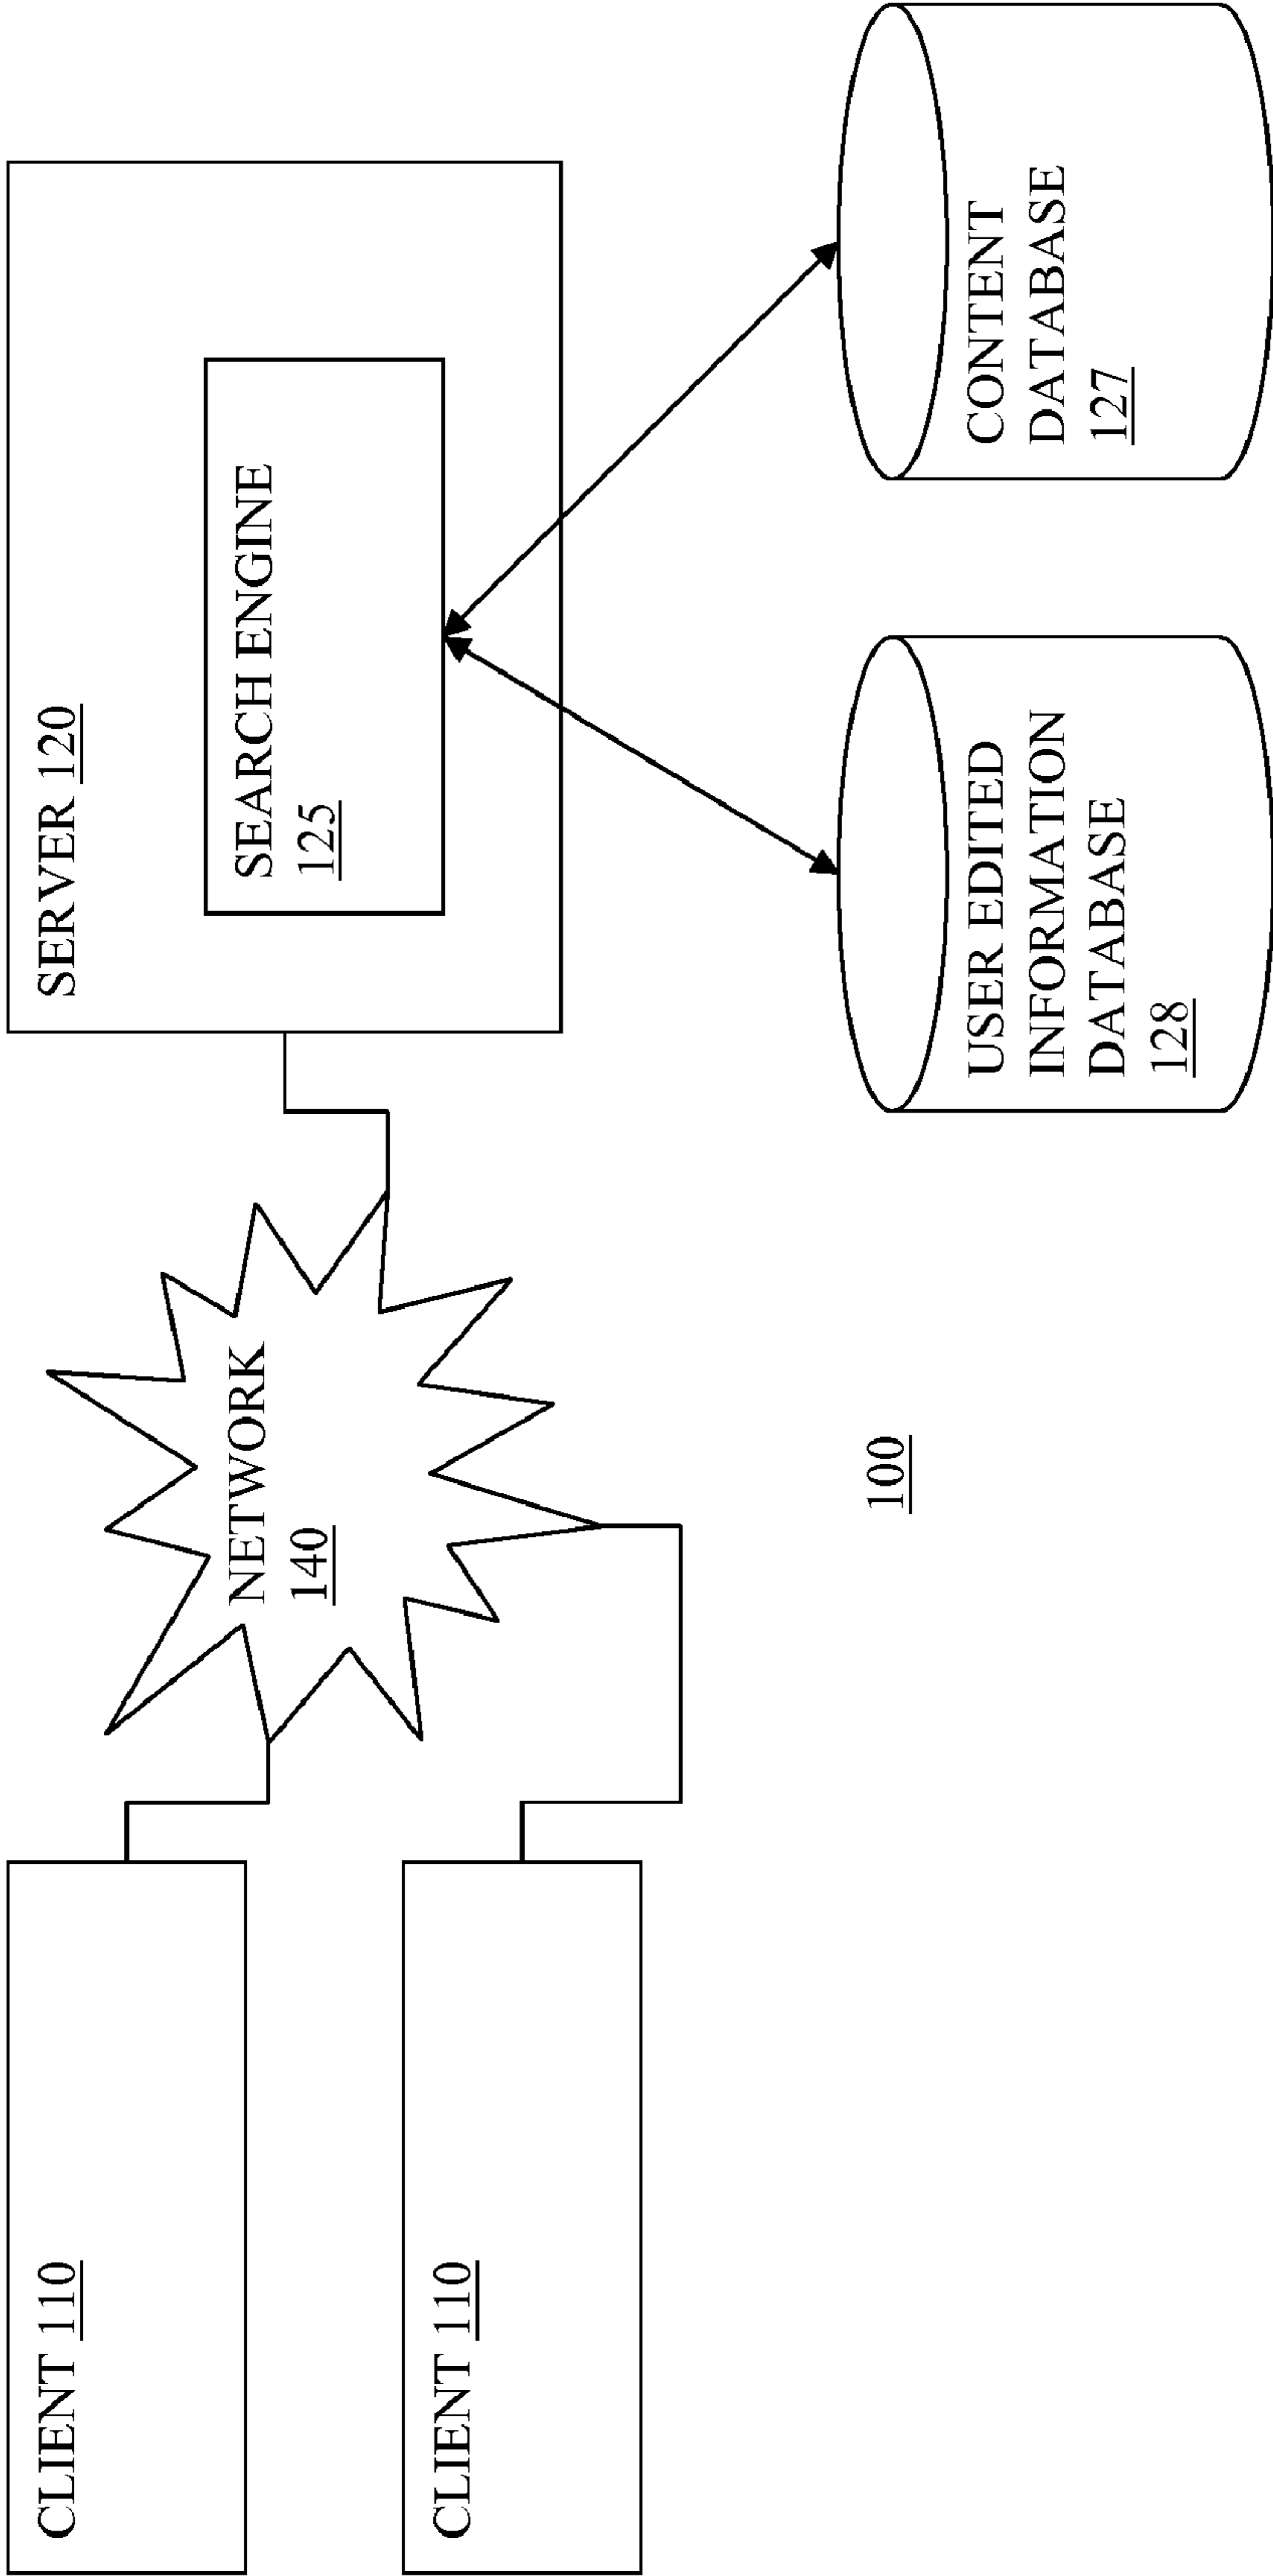 CLIENT 110
CLIENT 110
NETWORK
140
100
SERVER 120
SEARCH ENGINE
125
USER EDITED
INFORMATION
DATABASE
128
CONTENT
DATABASE
127